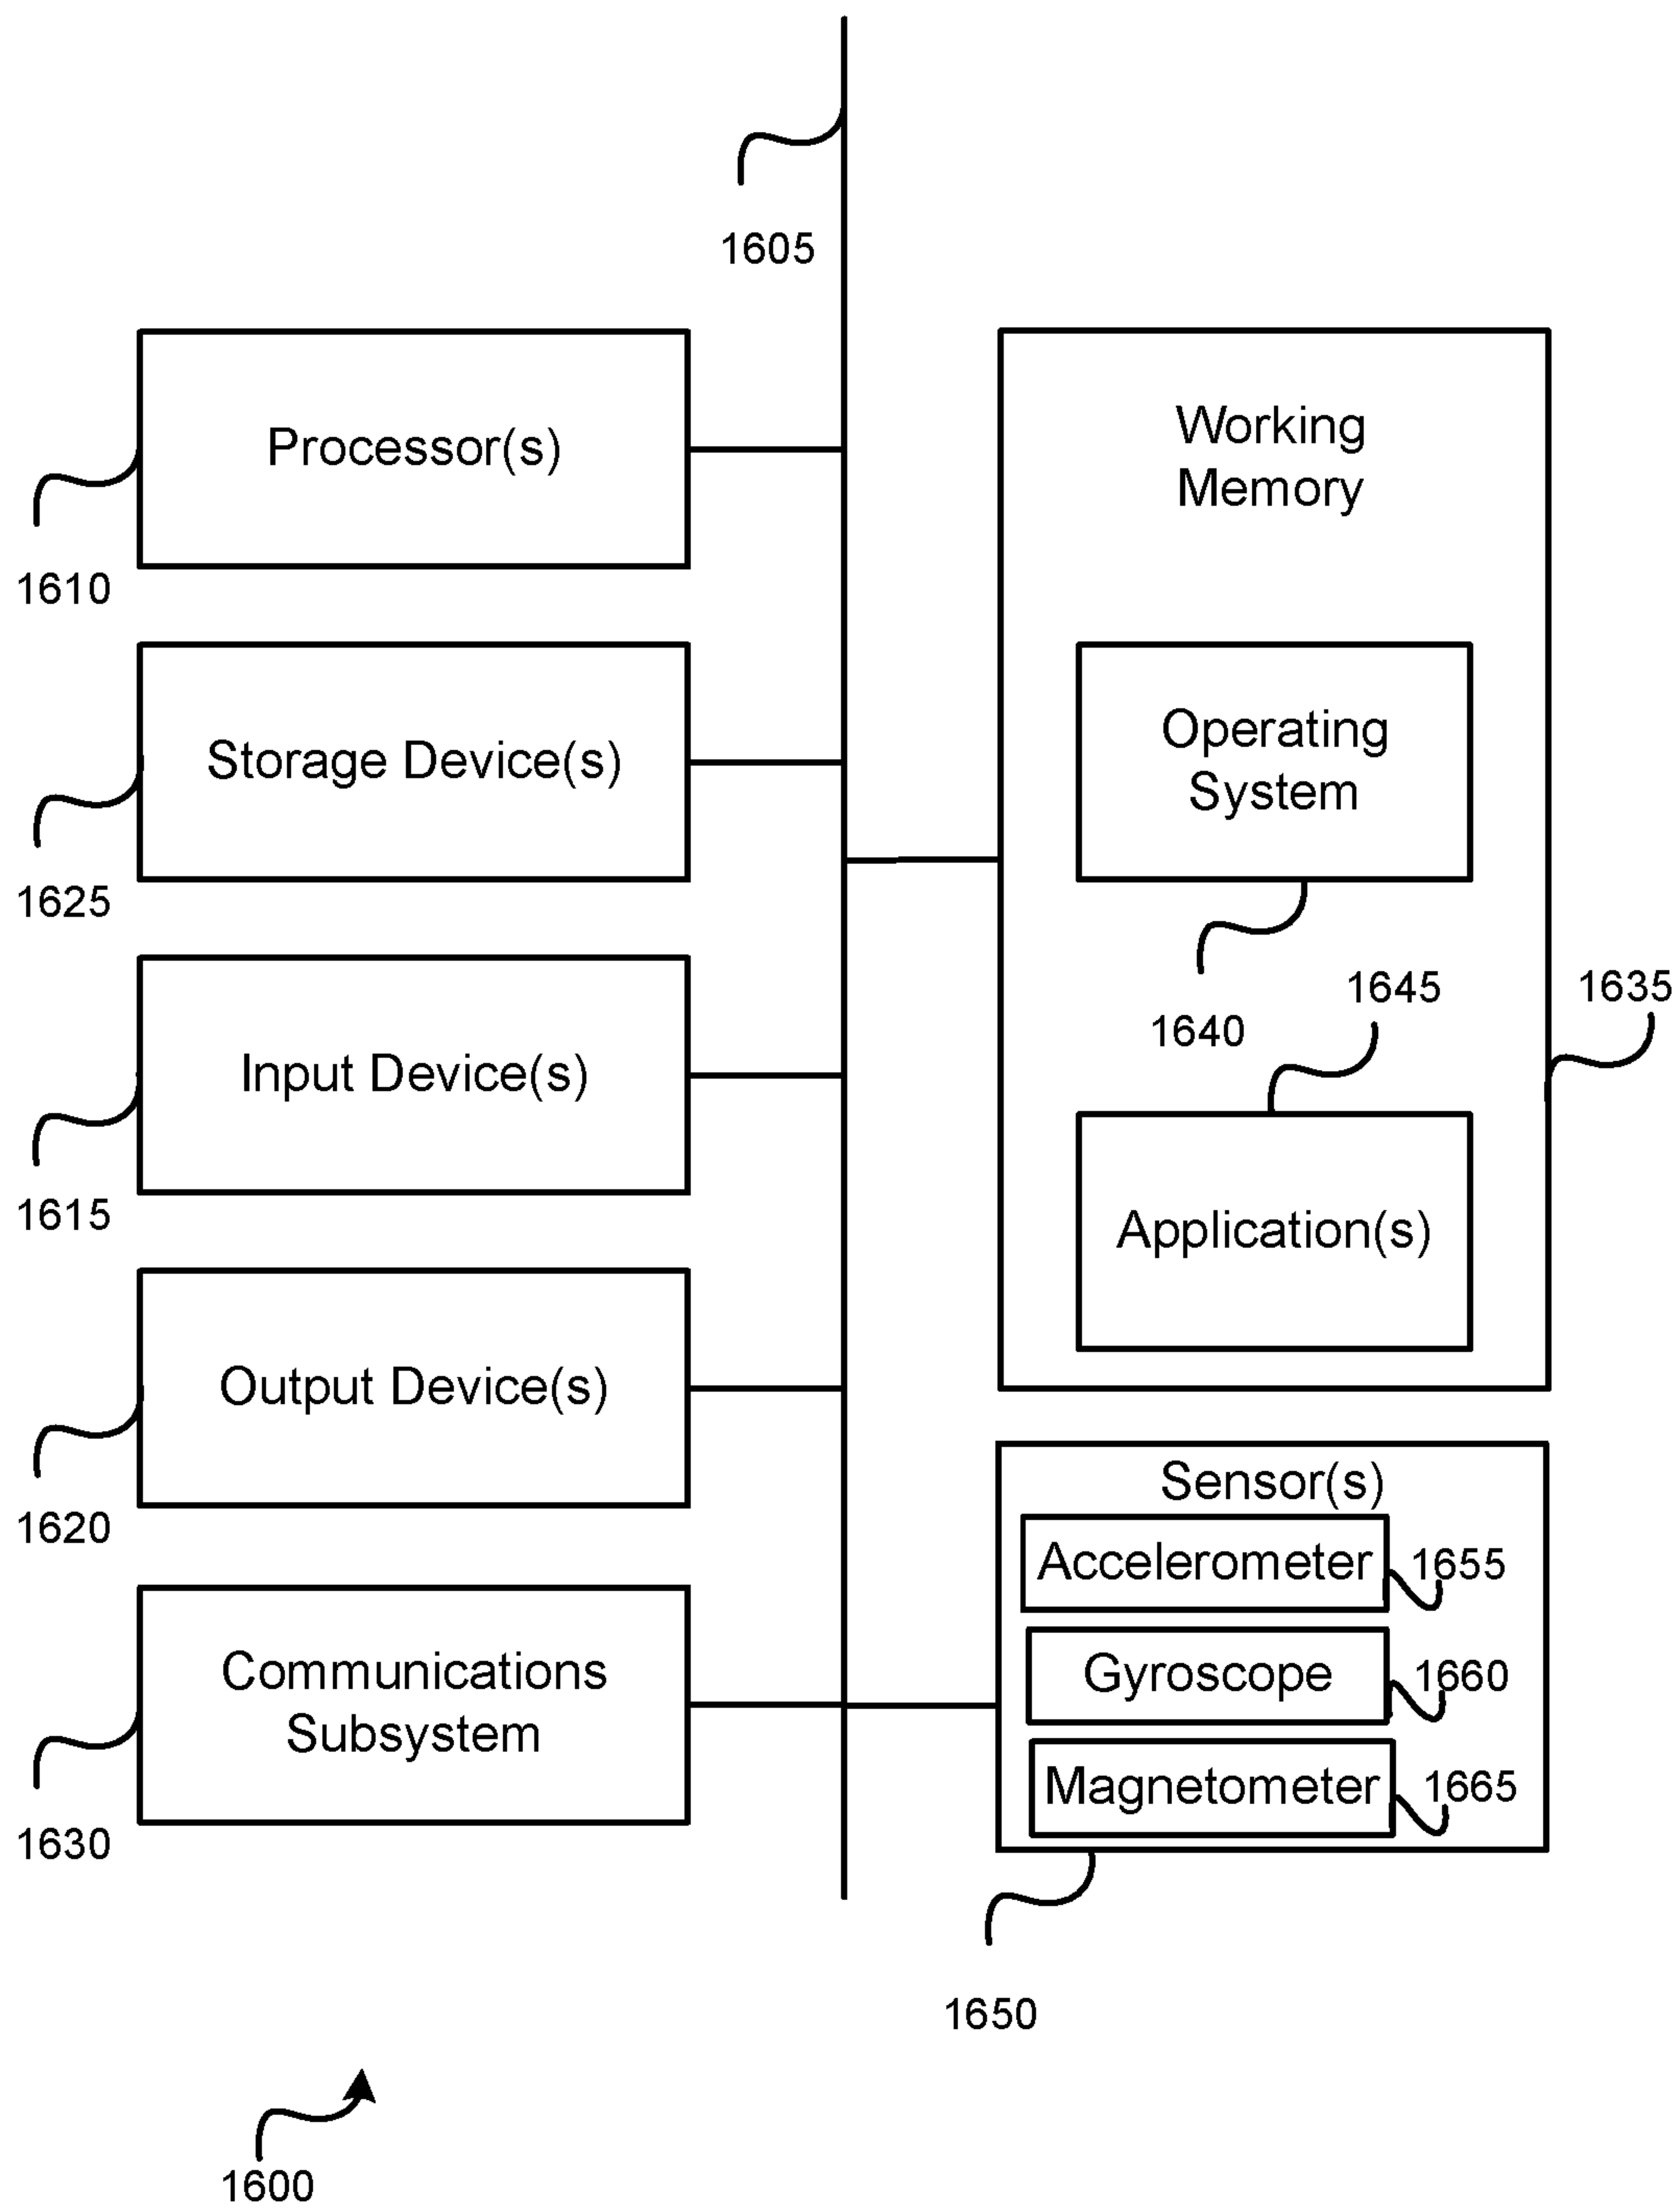 1605
Processor(s)
1610
Storage Device(s)
1625
Input Device(s)
1615
Output Device(s)
1620
Communications
Subsystem
1630
Working
Memory
Operating
System
1640
1645
1635
Application(s)
Sensor(s)
Accelerometer
1655
Gyroscope
1660
Magnetometer
1665
1650
1600